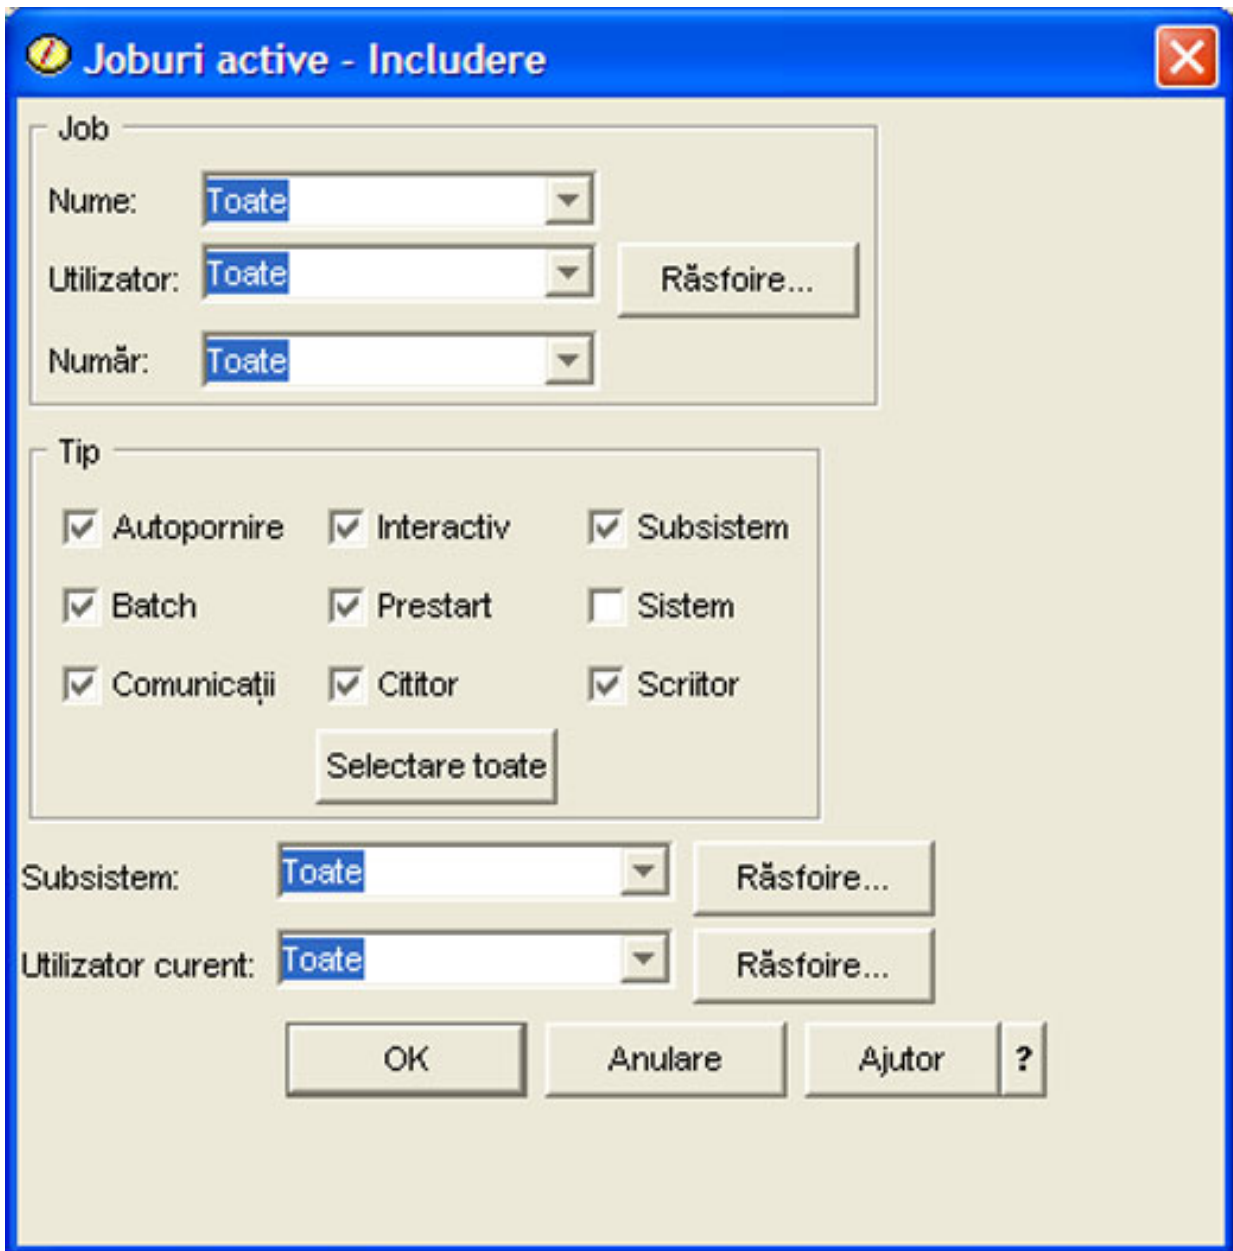 Joburi active - Includere
Job
Nume: Toate
Utilizator: Toate Răsfoire...
Număr: Toate
Tip
Autopornire Interactiv Subsistem
Batch Prestart Sistem
Comunicații Cititor Scriitor
Selectare toate
Subsistem: Toate Răsfoire...
Utilizator curent: Toate Răsfoire...
OK Anulare Ajutor ?